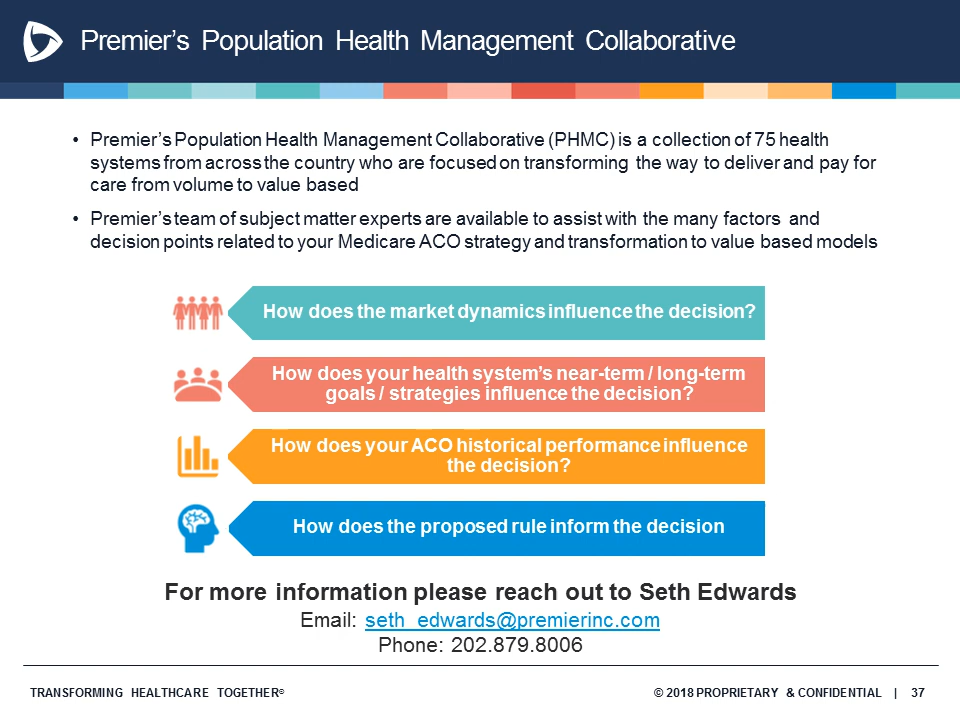 Premier's Population Health Management Collaborative
• Premier's Population Health Management Collaborative (PHMC) is a collection of 75 health
systems from across the country who are focused on transforming the way to deliver and pay for
care from volume to value based
• Premier's team of subject matter experts are available to assist with the many factors and
decision points related to your Medicare ACO strategy and transformation to value based models
How does the market dynamics influence the decision?
How does your health system's near-term / long-term
goals / strategies influence the decision?
How does your ACO historical performance influence
the decision?
How does the proposed rule inform the decision
For more information please reach out to Seth Edwards
Email: seth_edwards@premierinc.com
Phone: 202.879.8006
TRANSFORMING HEALTHCARE TOGETHER® © 2018 PROPRIETARY & CONFIDENTIAL | 37